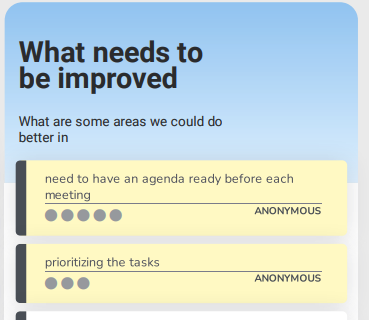 What needs to
be improved
What are some areas we could do
better in
need to have an agenda ready before each
meeting
ANONYMOUS
prioritizing the tasks
ANONYMOUS